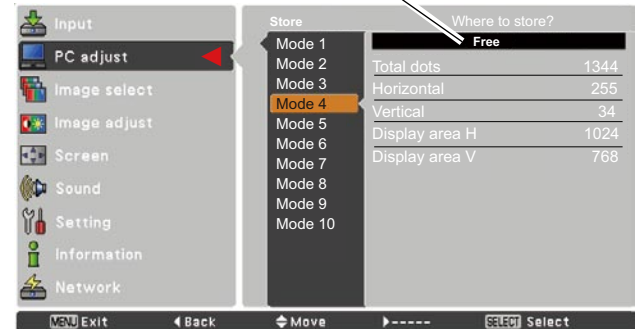 Input
PC adjust
Image select
Image adjust
Screen
Sound
Setting
Information
Network
Store
Mode 1
Mode 2
Mode 3
Mode 4
Mode 5
Mode 6
Mode 7
Mode 8
Mode 9
Mode 10
Where to store?
Free
Total dots 1344
Horizontal 255
Vertical 34
Display area H 1024
Display area V 768
MENU Exit Back Move ----- SELECT Select